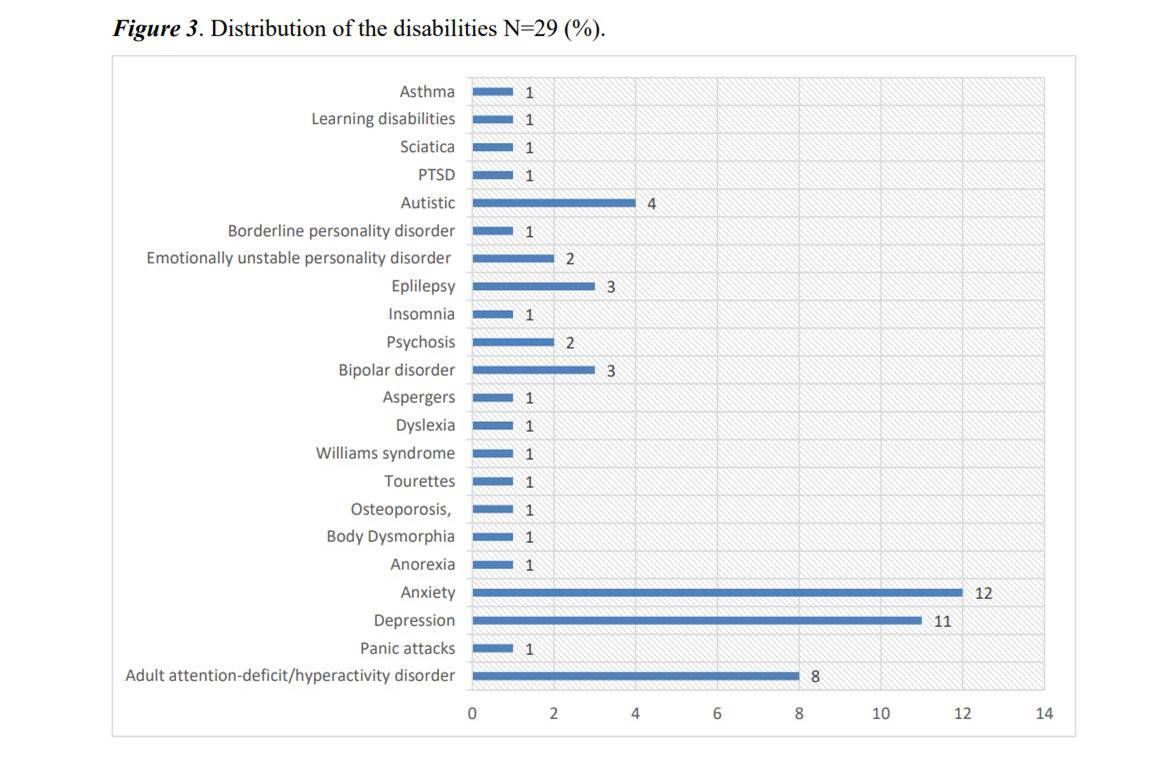 Figure 3. Distribution of the disabilities N=29 (%).
Asthma 1
Learning disabilities 1
Sciatica 1
PTSD 1
Autistic 4
Borderline personality disorder 1
Emotionally unstable personality disorder 2
Eplilepsy 3
Insomnia 1
Psychosis 2
Bipolar disorder 3
Aspergers 1
Dyslexia 1
Williams syndrome 1
Tourettes 1
Osteoporosis, 1
Body Dysmorphia 1
Anorexia 1
Anxiety 12
Depression 11
Panic attacks 1
Adult attention-deficit/hyperactivity disorder 8
0 2 4 6 8 10 12 14